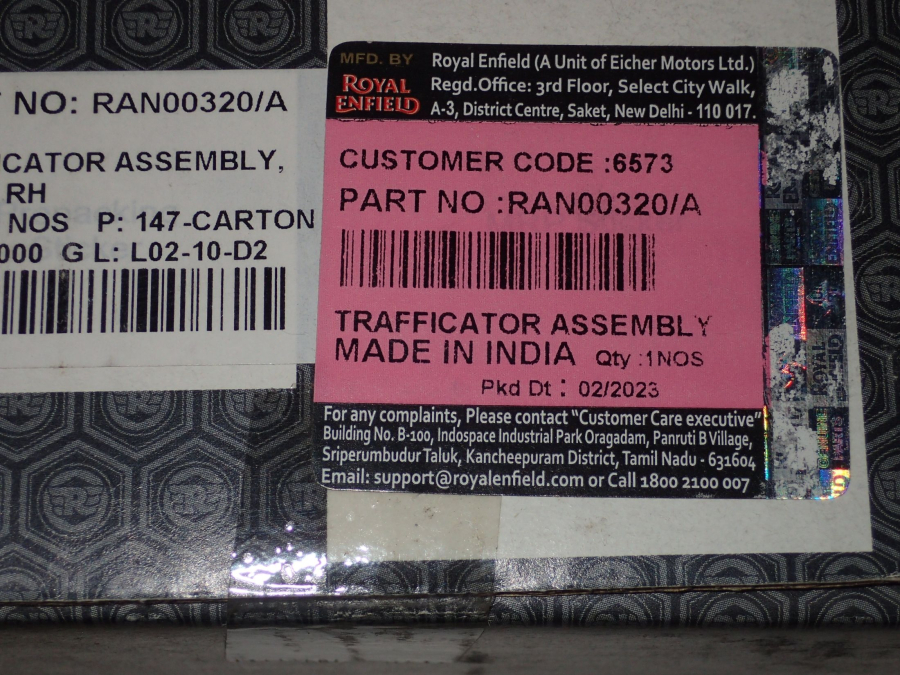 NO: RAN00320/A
ICATOR ASSEMBLY,
RH
NOS P: 147-CARTON
000 G L: L02-10-D2
MFD. BY
ROYAL
ENFIELD
Royal Enfield (A Unit of Eicher Motors Ltd.)
Regd.Office: 3rd Floor, Select City Walk,
A-3, District Centre, Saket, New Delhi - 110 017.
CUSTOMER CODE :6573
PART NO :RAN00320/A
TRAFFICATOR ASSEMBLY
MADE IN INDIA Qty :1NOS
Pkd Dt : 02/2023
For any complaints, Please contact "Customer Care executive"
Building No. B-100, Indospace Industrial Park Oragadam, Panruti B Village,
Sriperumbudur Taluk, Kancheepuram District, Tamil Nadu - 631604
Email: support@royalenfield.com or Call 1800 2100 007